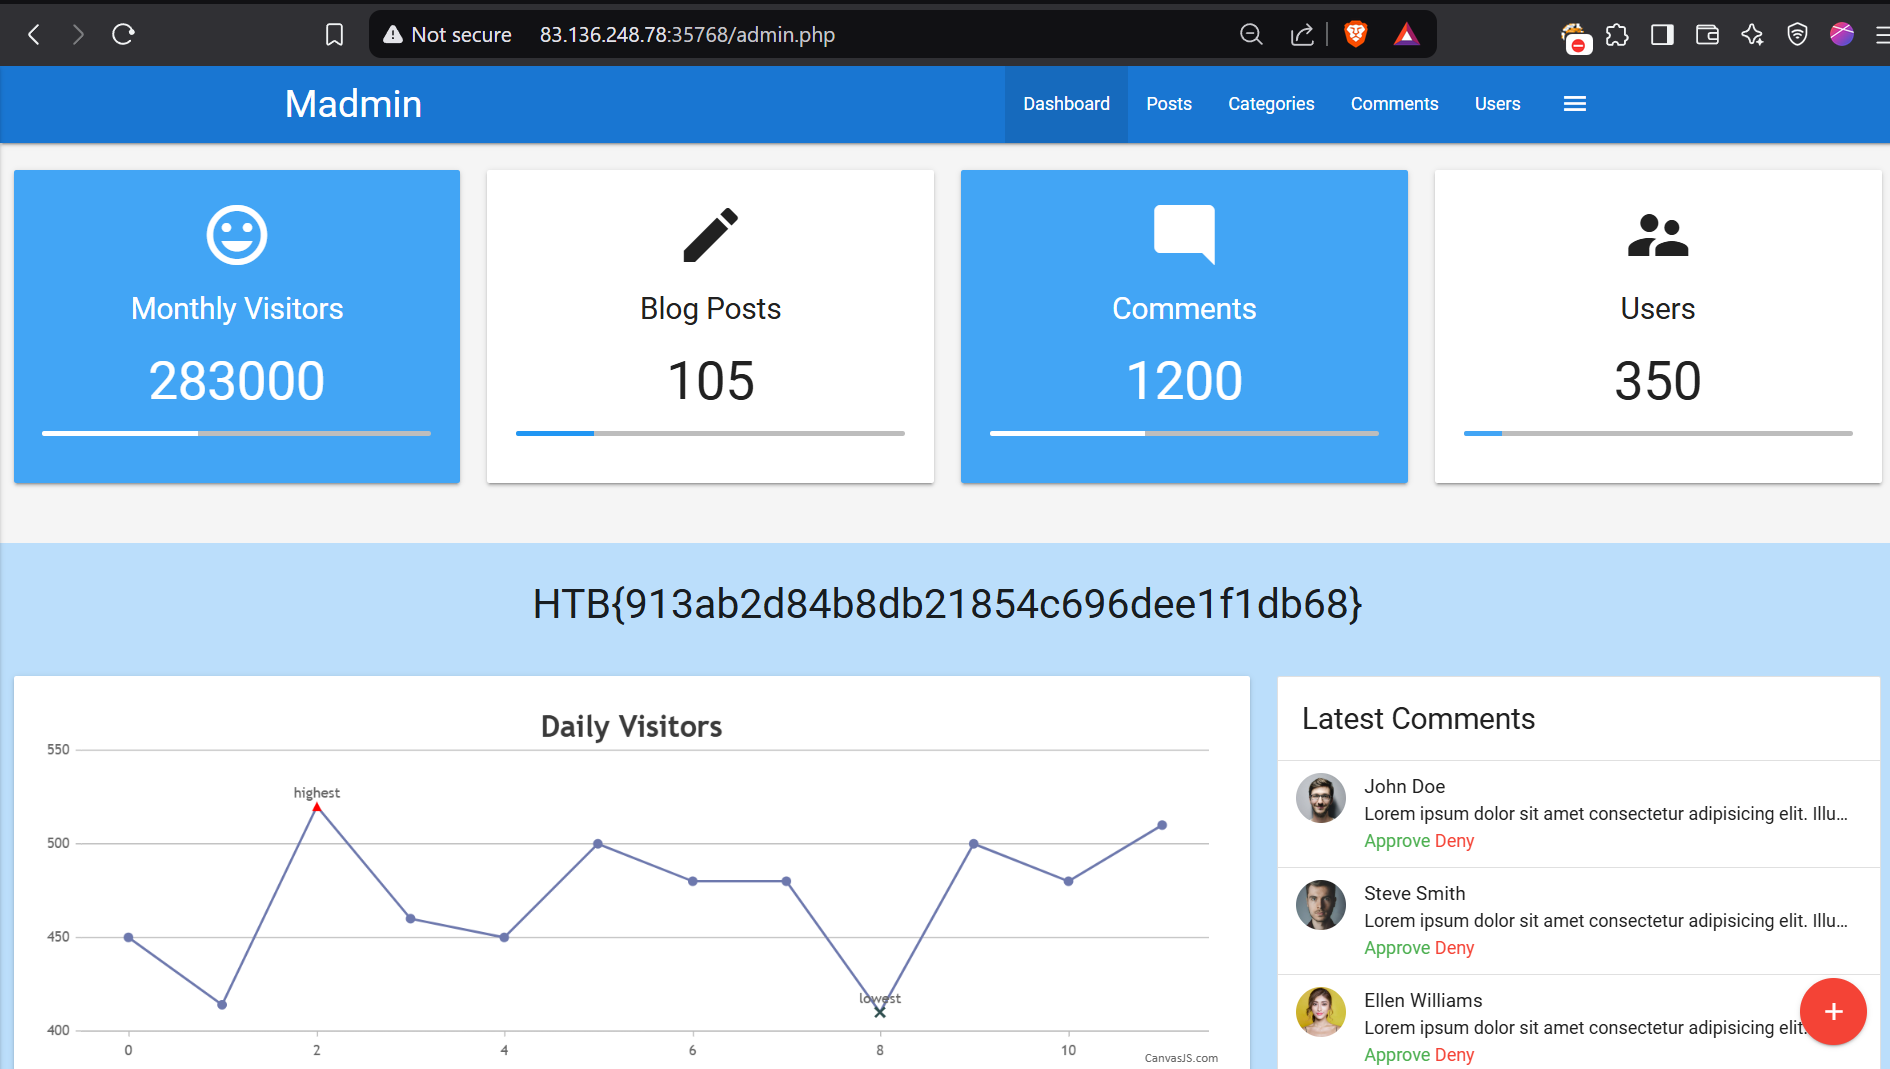 Not secure 83.136.248.78:35768/admin.php
Madmin
Dashboard Posts Categories Comments Users
Monthly Visitors
283000
Blog Posts
105
Comments
1200
Users
350
HTB{913ab2d84b8db21854c696dee1f1db68}
Daily Visitors
550
500
450
400
highest
lowest
0 2 4 6 8 10
CanvasJS.com
Latest Comments
John Doe
Lorem ipsum dolor sit amet consectetur adipisicing elit. Illu...
Approve Deny
Steve Smith
Lorem ipsum dolor sit amet consectetur adipisicing elit. Illu...
Approve Deny
Ellen Williams
Lorem ipsum dolor sit amet consectetur adipisicing elit.
Approve Deny